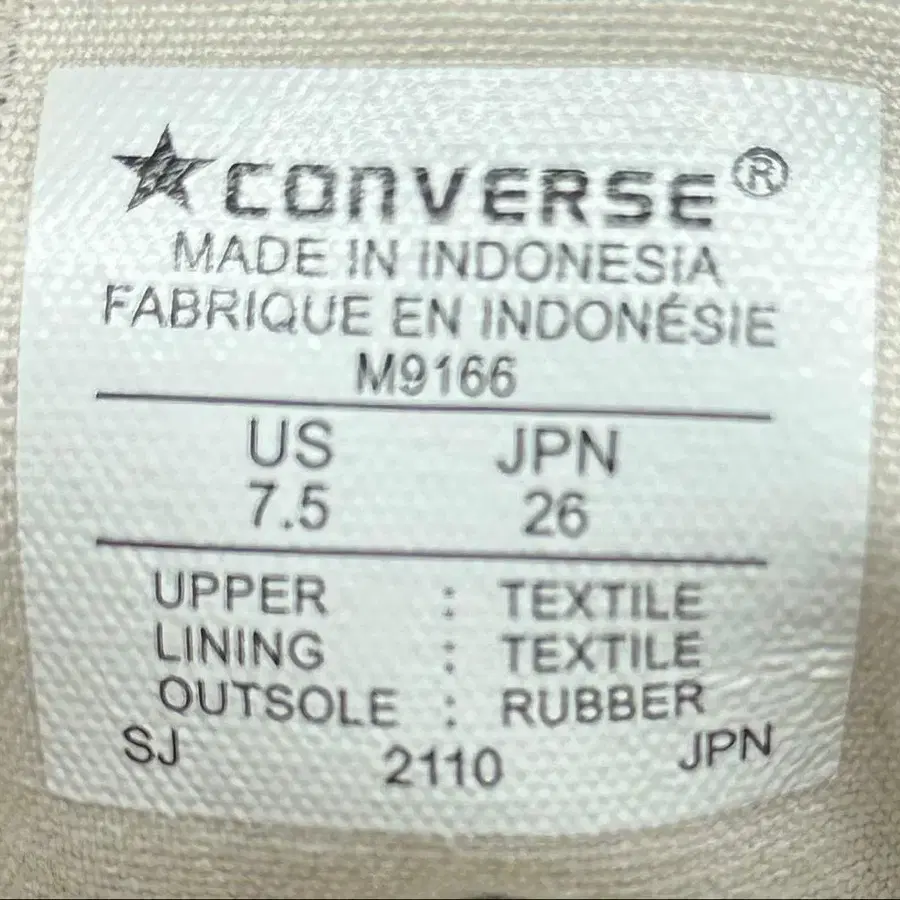 CONVERSE®
MADE IN INDONESIA
FABRIQUE EN INDONÉSIE
M9166
US JPN
7.5 26
UPPER : TEXTILE
LINING : TEXTILE
OUTSOLE : RUBBER
SJ 2110 JPN